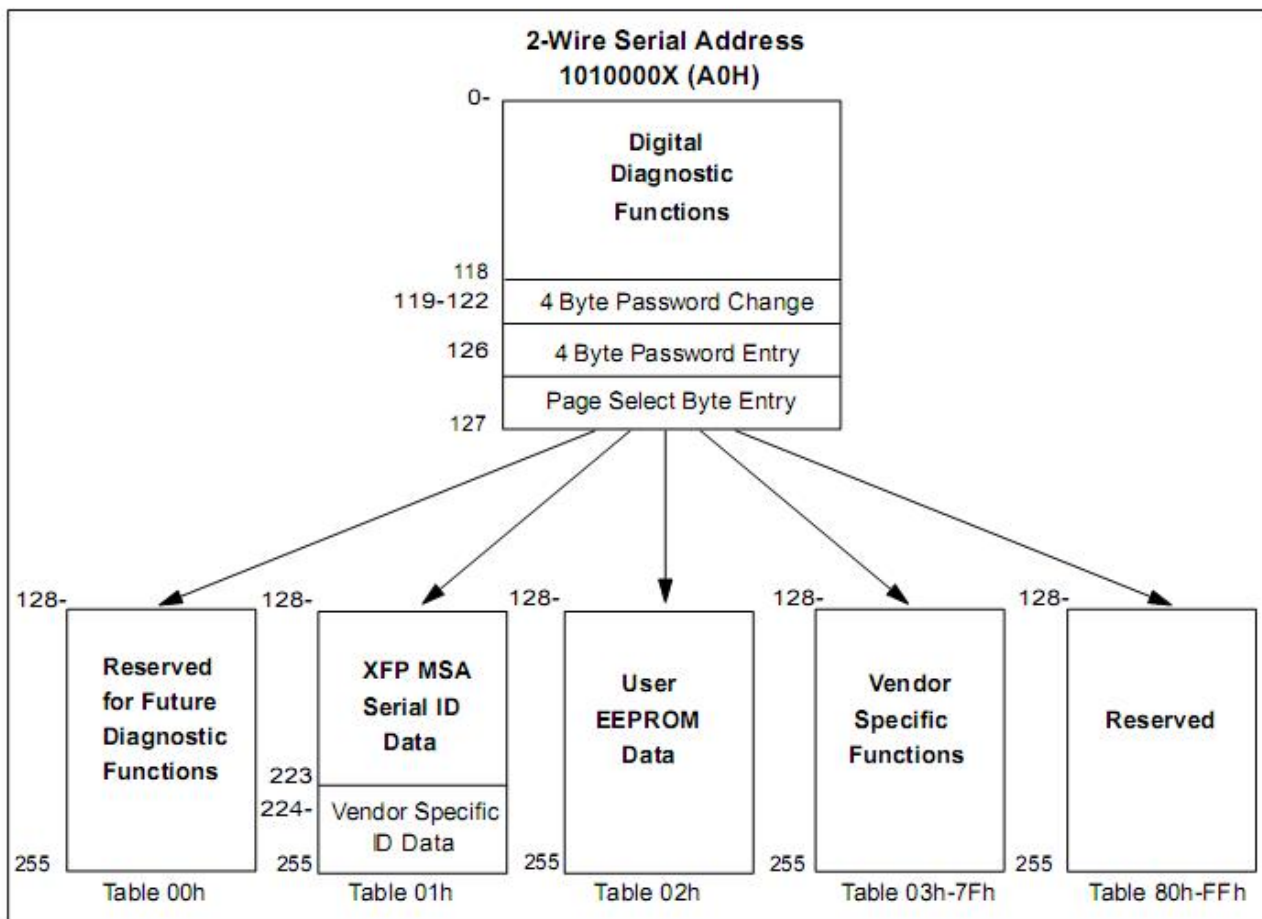 2-Wire Serial Address
1010000X (A0H)
0-
Digital
Diagnostic
Functions
118
119-122
4 Byte Password Change
126
4 Byte Password Entry
Page Select Byte Entry
127
128-
Reserved
for Future
Diagnostic
Functions
255
Table 00h
128-
XFP MSA
Serial ID
Data
223
224-
Vendor Specific
ID Data
255
Table 01h
128-
User
EEPROM
Data
255
Table 02h
128-
Vendor
Specific
Functions
255
Table 03h-7Fh
128-
Reserved
255
Table 80h-FFh